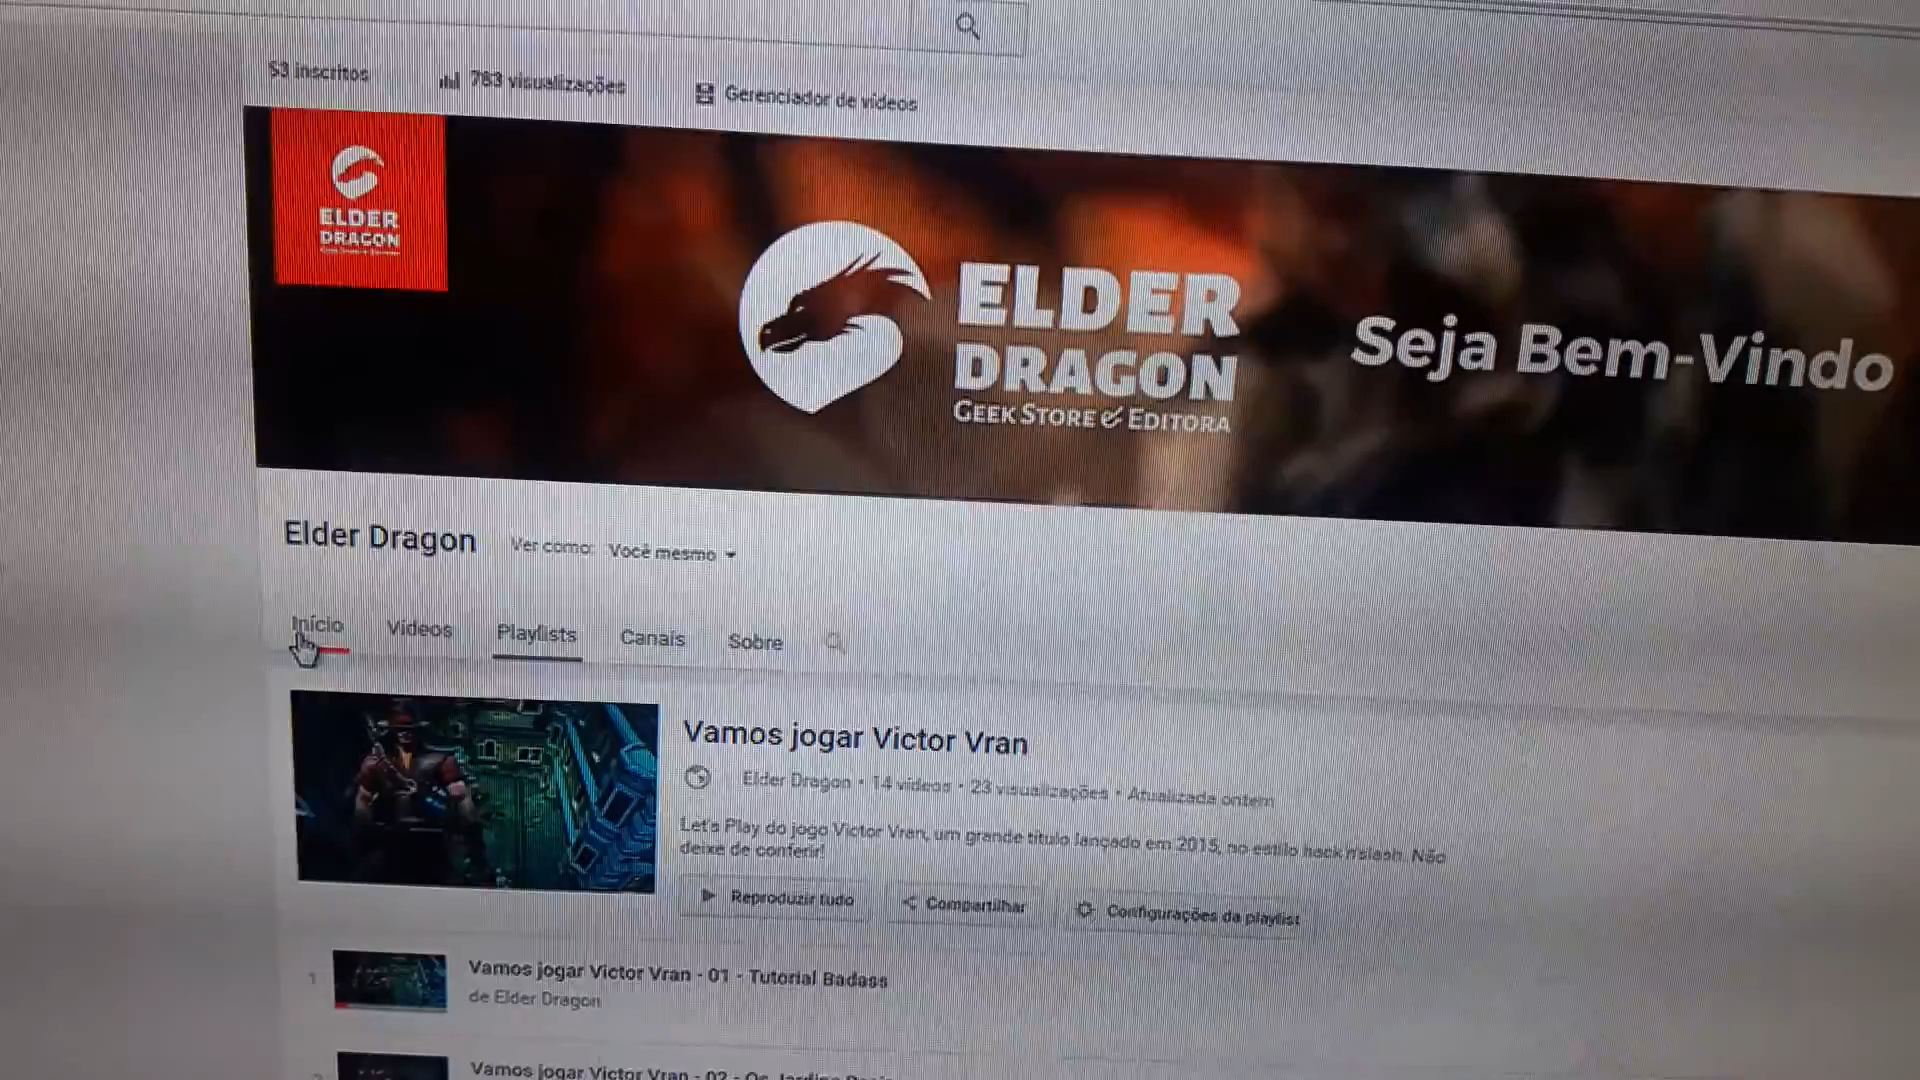 53 inscritos
783 visualizações
Gerenciador de vídeos
ELDER
DRAGON
ELDER
DRAGON
GEEK STORE & EDITORA
Seja Bem-Vindo
Elder Dragon
Ver como: Você mesmo
Início
Vídeos
Playlists
Canais
Sobre
Vamos jogar Victor Vran
Elder Dragon • 14 vídeos • 23 visualizações • Atualizada ontem
Let's Play do jogo Victor Vran, um grande título lançado em 2015, no estilo hack'n'slash. Não
deixe de conferir!
Reproduzir tudo
Compartilhar
Configurações da playlist
1
Vamos jogar Victor Vran - 01 - Tutorial Badass
de Elder Dragon
Vamos jogar Victor Vran - 02 - Os